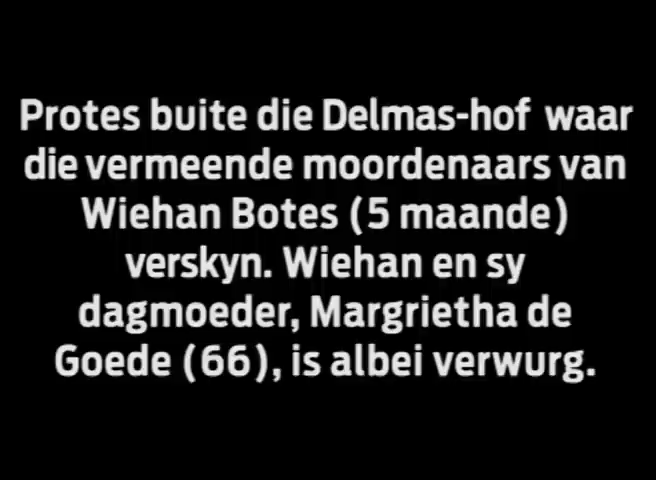 Protes buite die Delmas-hof waar
die vermeende moordenaars van
Wiehan Botes (5 maande)
verskyn. Wiehan en sy
dagmoeder, Margrietha de
Goede (66), is albei verwurg.